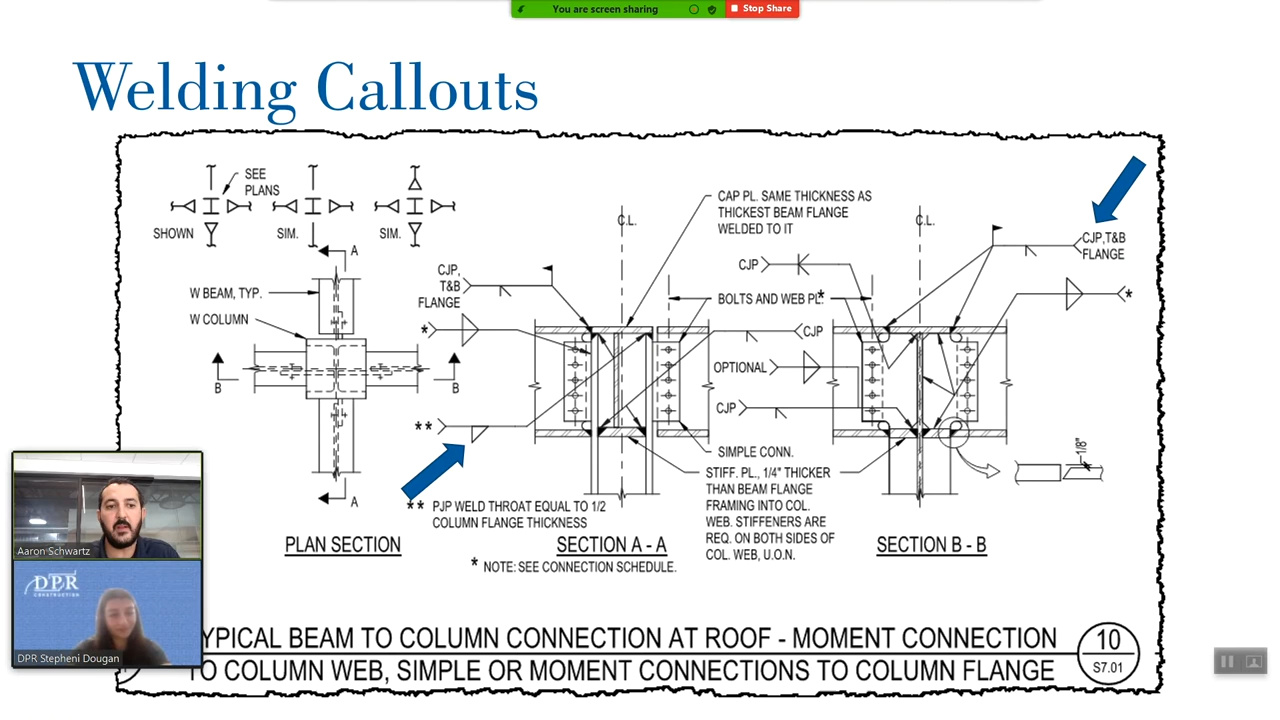 You are screen sharing
Stop Share
Welding Callouts
SEE
PLANS
SHOWN
SIM.
SIM.
A
W BEAM, TYP.
W COLUMN
B
B
A
PLAN SECTION
CJP,
T&B
FLANGE
*
**
** PJP WELD THROAT EQUAL TO 1/2
COLUMN FLANGE THICKNESS
C.L.
CAP PL. SAME THICKNESS AS
THICKEST BEAM FLANGE
WELDED TO IT
CJP
BOLTS AND WEB PL.*
CJP
OPTIONAL
CJP
SIMPLE CONN.
STIFF. PL., 1/4" THICKER
THAN BEAM FLANGE
FRAMING INTO COL.
WEB. STIFFENERS ARE
REQ. ON BOTH SIDES OF
COL. WEB, U.O.N.
SECTION A - A
* NOTE: SEE CONNECTION SCHEDULE.
C.L.
CJP,T&B
FLANGE
*
1/8"
SECTION B - B
Aaron Schwartz
DPR
CONSTRUCTION
DPR Stepheni Dougan
YPICAL BEAM TO COLUMN CONNECTION AT ROOF - MOMENT CONNECTION
TO COLUMN WEB, SIMPLE OR MOMENT CONNECTIONS TO COLUMN FLANGE
10
S7.01